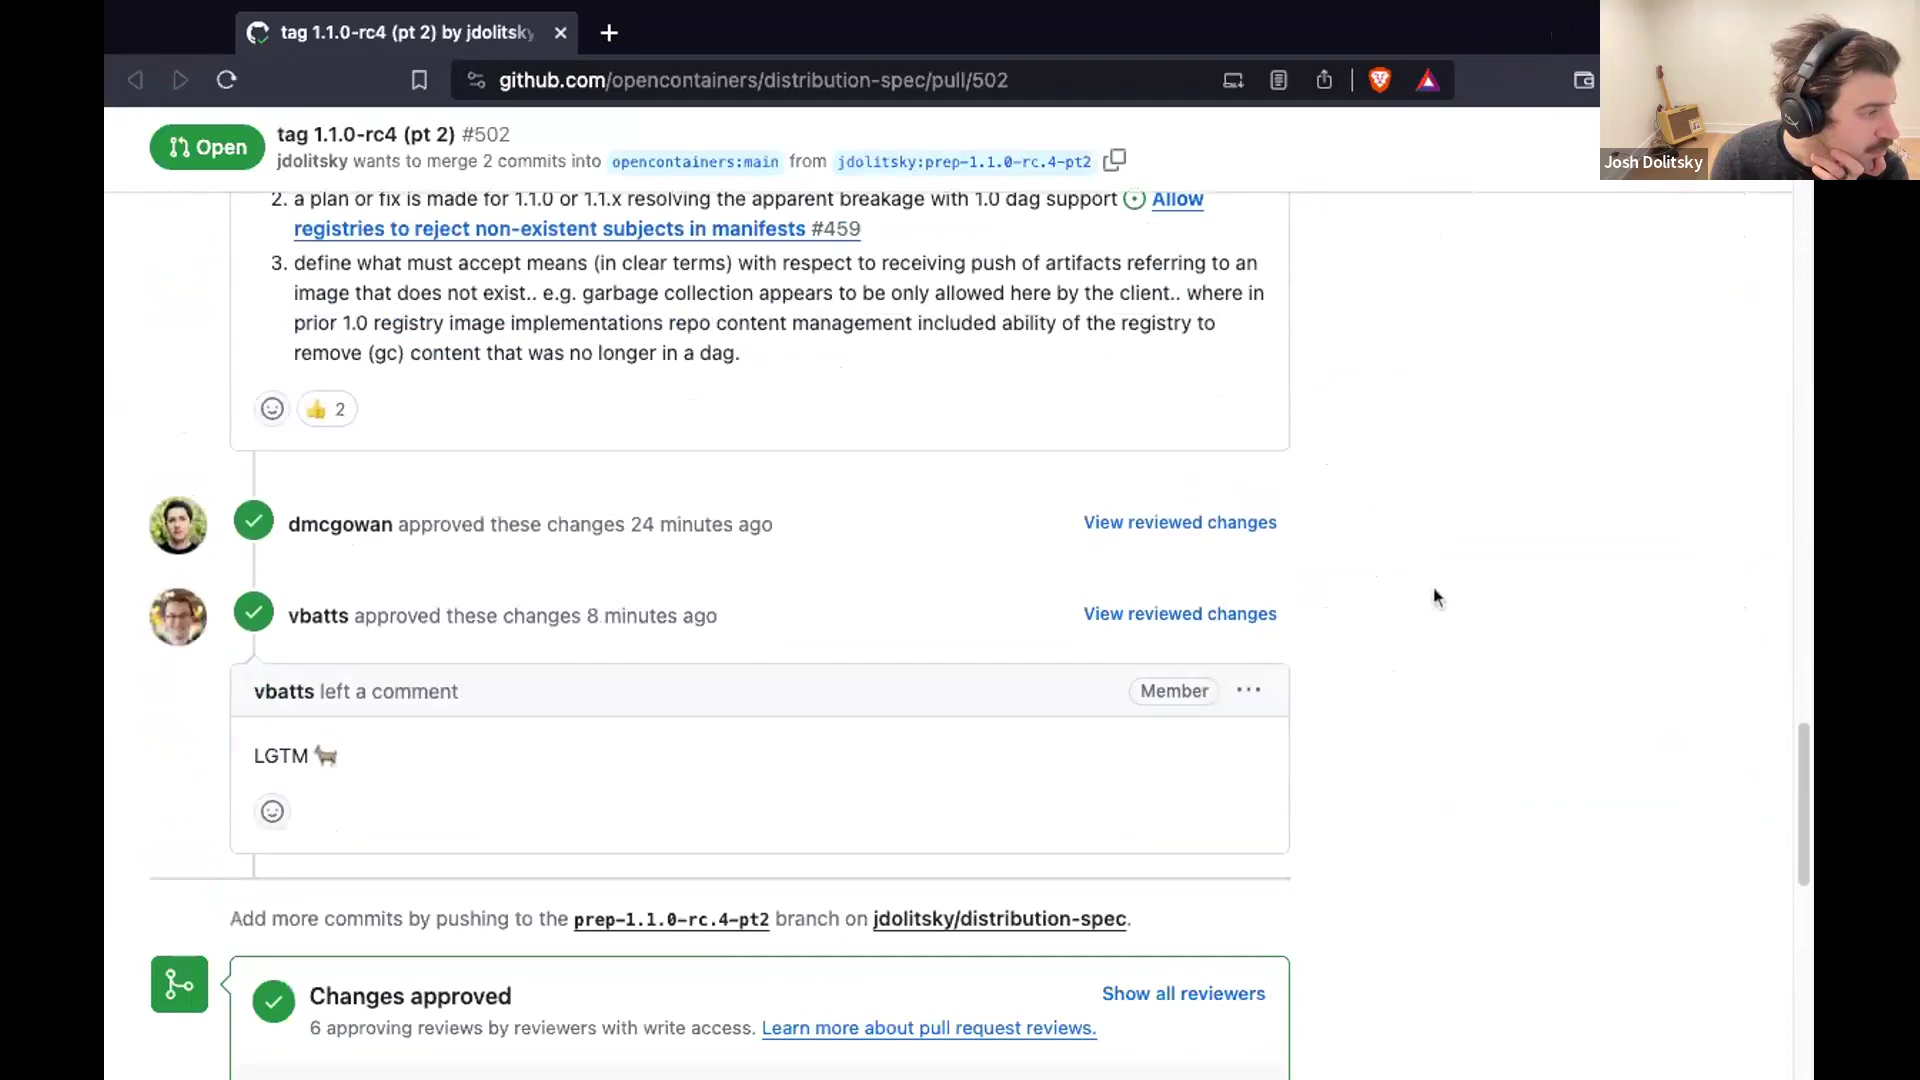 tag 1.1.0-rc4 (pt 2) by jdolitsky
github.com/opencontainers/distribution-spec/pull/502
Josh Dolitsky
Open
tag 1.1.0-rc4 (pt 2) #502
jdolitsky wants to merge 2 commits into opencontainers:main from jdolitsky:prep-1.1.0-rc.4-pt2
2. a plan or fix is made for 1.1.0 or 1.1.x resolving the apparent breakage with 1.0 dag support Allow
registries to reject non-existent subjects in manifests #459
3. define what must accept means (in clear terms) with respect to receiving push of artifacts referring to an
image that does not exist.. e.g. garbage collection appears to be only allowed here by the client.. where in
prior 1.0 registry image implementations repo content management included ability of the registry to
remove (gc) content that was no longer in a dag.
👍 2
dmcgowan approved these changes 24 minutes ago
View reviewed changes
vbatts approved these changes 8 minutes ago
View reviewed changes
vbatts left a comment
Member
LGTM 🐐
Add more commits by pushing to the prep-1.1.0-rc.4-pt2 branch on jdolitsky/distribution-spec.
Changes approved
Show all reviewers
6 approving reviews by reviewers with write access. Learn more about pull request reviews.